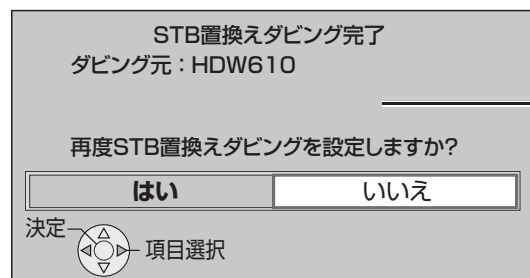 STB置換えダビング完了
ダビング元：HDW610
再度STB置換えダビングを設定しますか?
はい いいえ
決定
項目選択